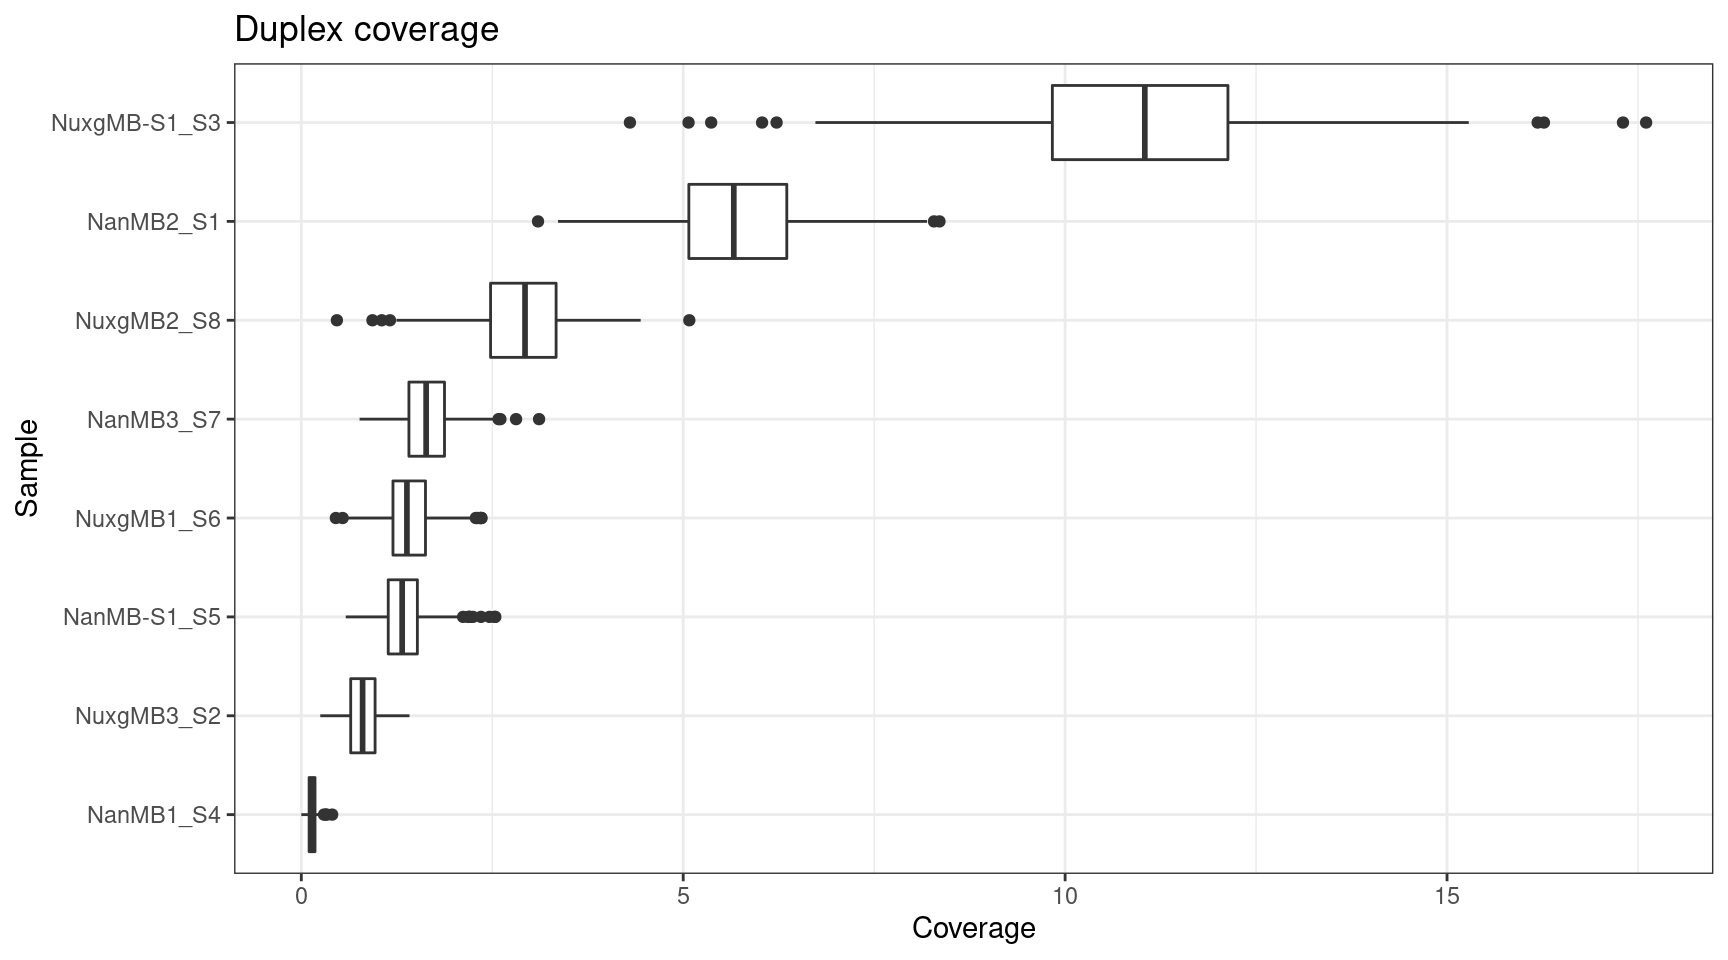 Duplex coverage
NuxgMB-S1_S3
NanMB2_S1
NuxgMB2_S8
NanMB3_S7
NuxgMB1_S6
NanMB-S1_S5
NuxgMB3_S2
NanMB1_S4
Sample
0 5 10 15
Coverage